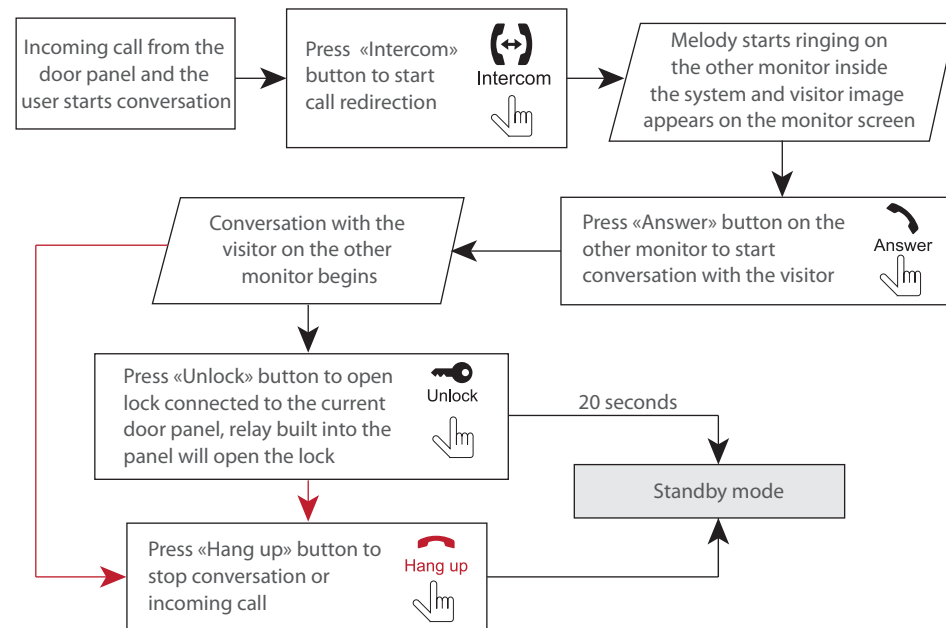 Incoming call from the
door panel and the
user starts conversation
Press «Intercom»
button to start
call redirection
Intercom
Melody starts ringing on
the other monitor inside
the system and visitor image
appears on the monitor screen
Press «Answer» button on the
other monitor to start
conversation with the visitor
Answer
Conversation with the
visitor on the other
monitor begins
Press «Unlock» button to open
lock connected to the current
door panel, relay built into the
panel will open the lock
Unlock
20 seconds
Standby mode
Press «Hang up» button to
stop conversation or
incoming call
Hang up